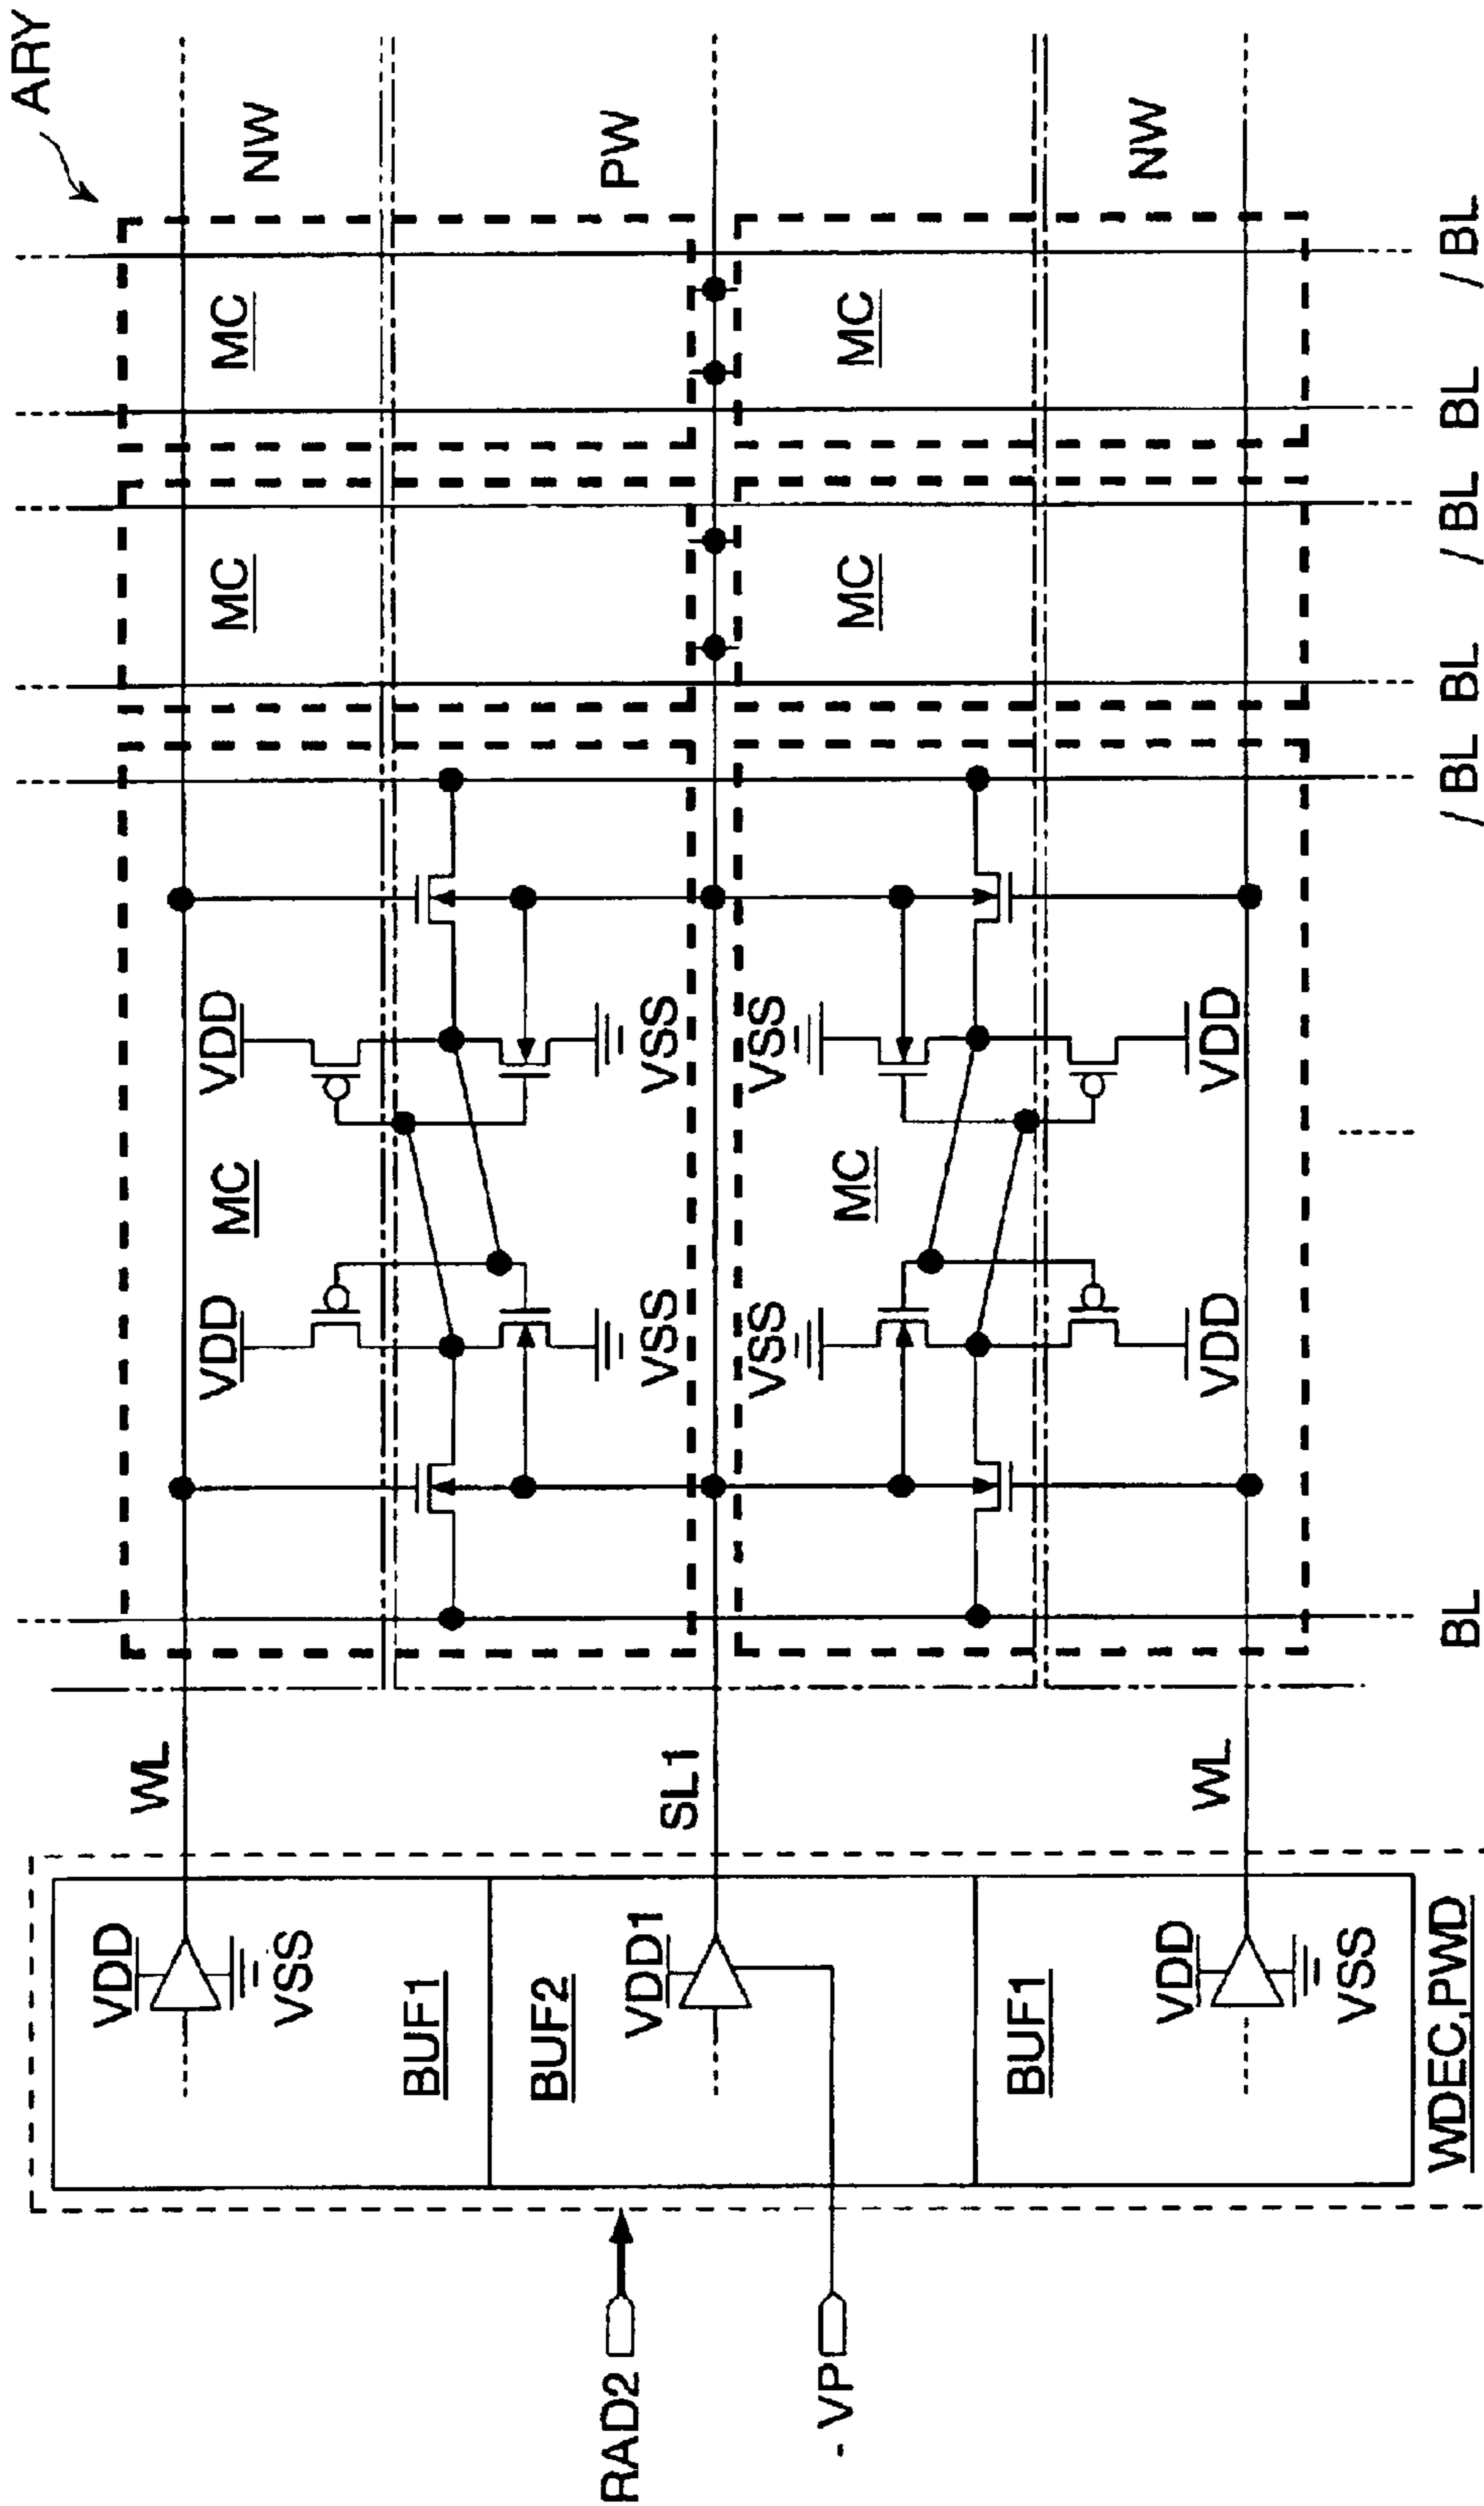 ARY
WL
NW
VDD
VSS
BUF1
MC
MC
MC
VDD
VDD
VSS
VSS
PW
RAD2
BUF2
VDD1
SL1
- VP
VSS
VSS
MC
MC
MC
VDD
VDD
NW
BUF1
VDD
VSS
WL
WDEC,PWD
BL
/ BL
BL
/ BL
BL
/ BL